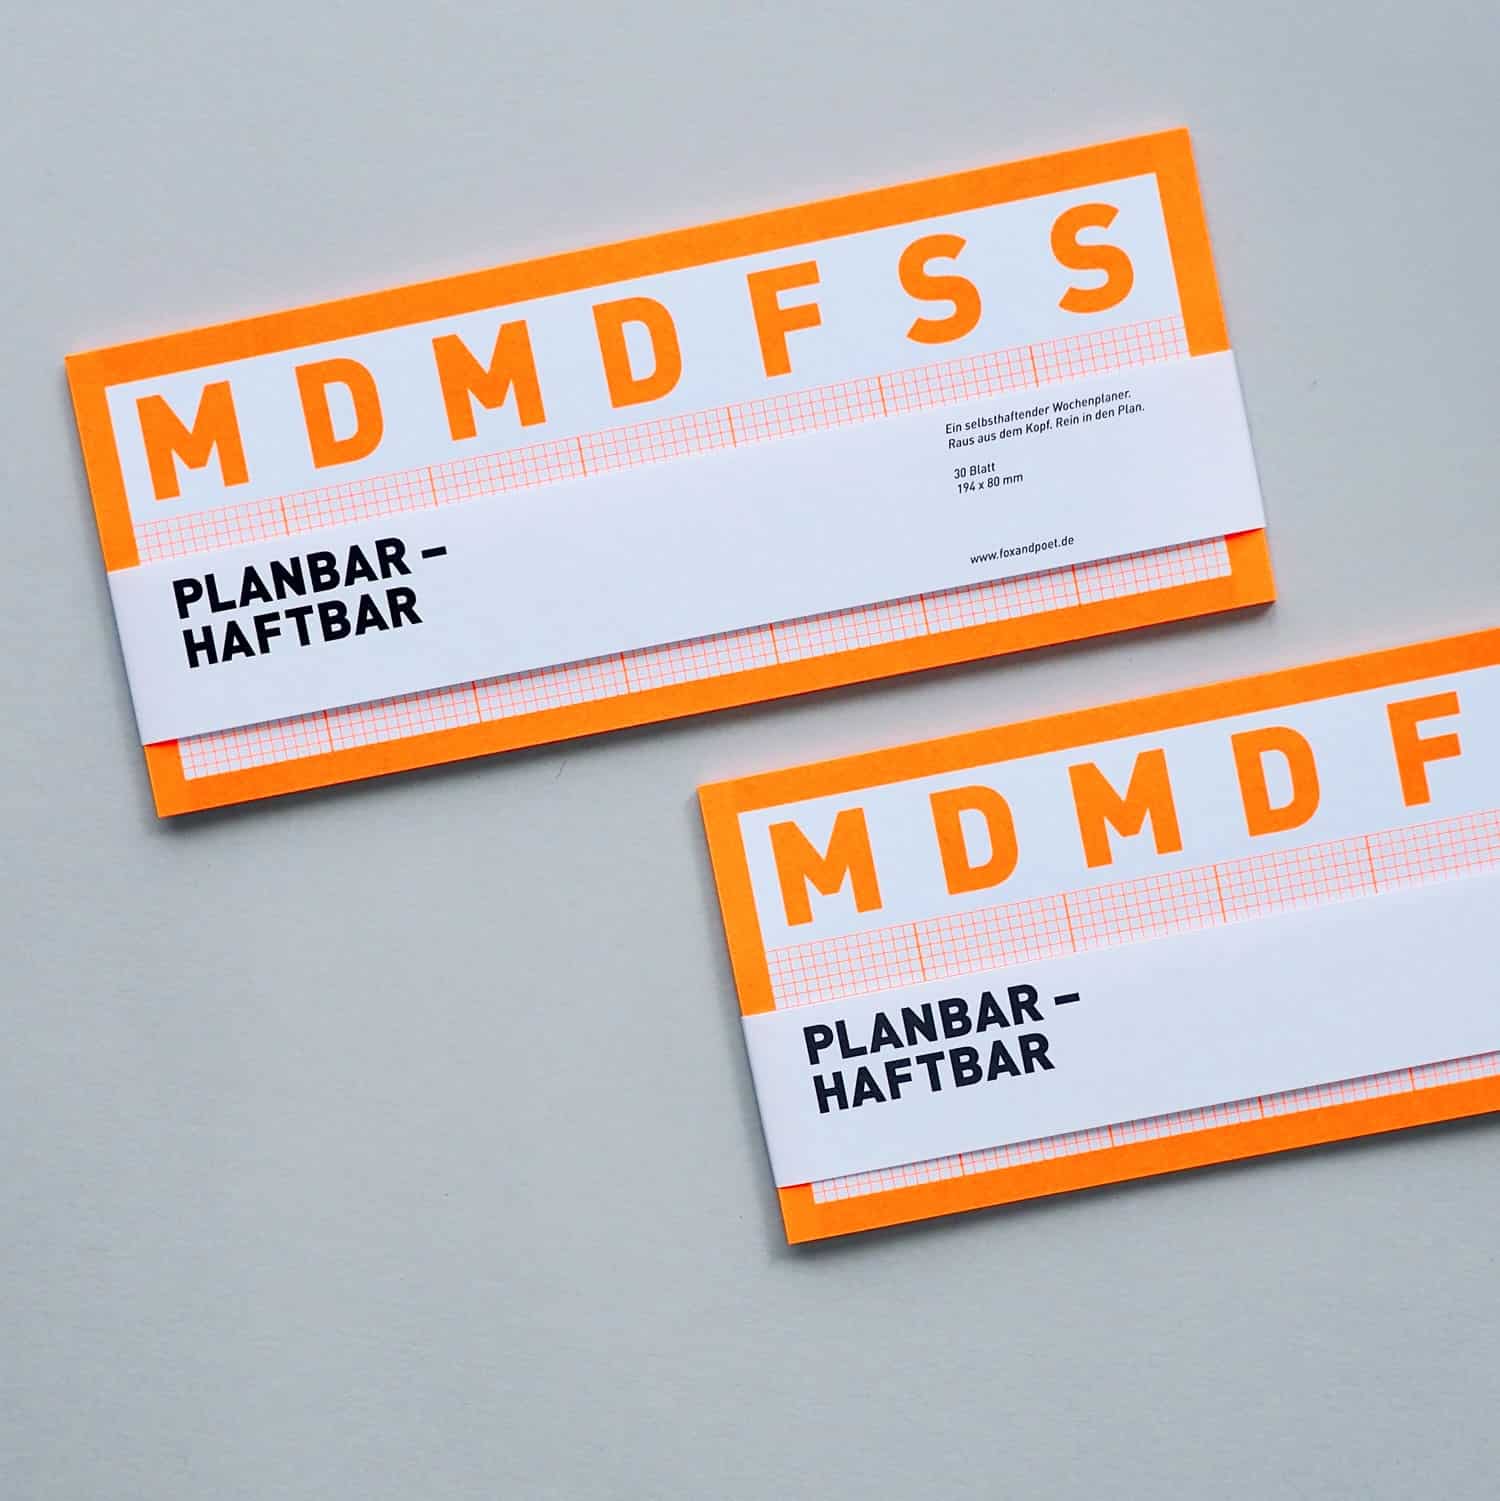 M D M D F S S
Ein selbsthaftender Wochenplaner.
Raus aus dem Kopf. Rein in den Plan.
30 Blatt
194 x 80 mm
www.foxandpoet.de
PLANBAR –
HAFTBAR
M D M D F
PLANBAR –
HAFTBAR